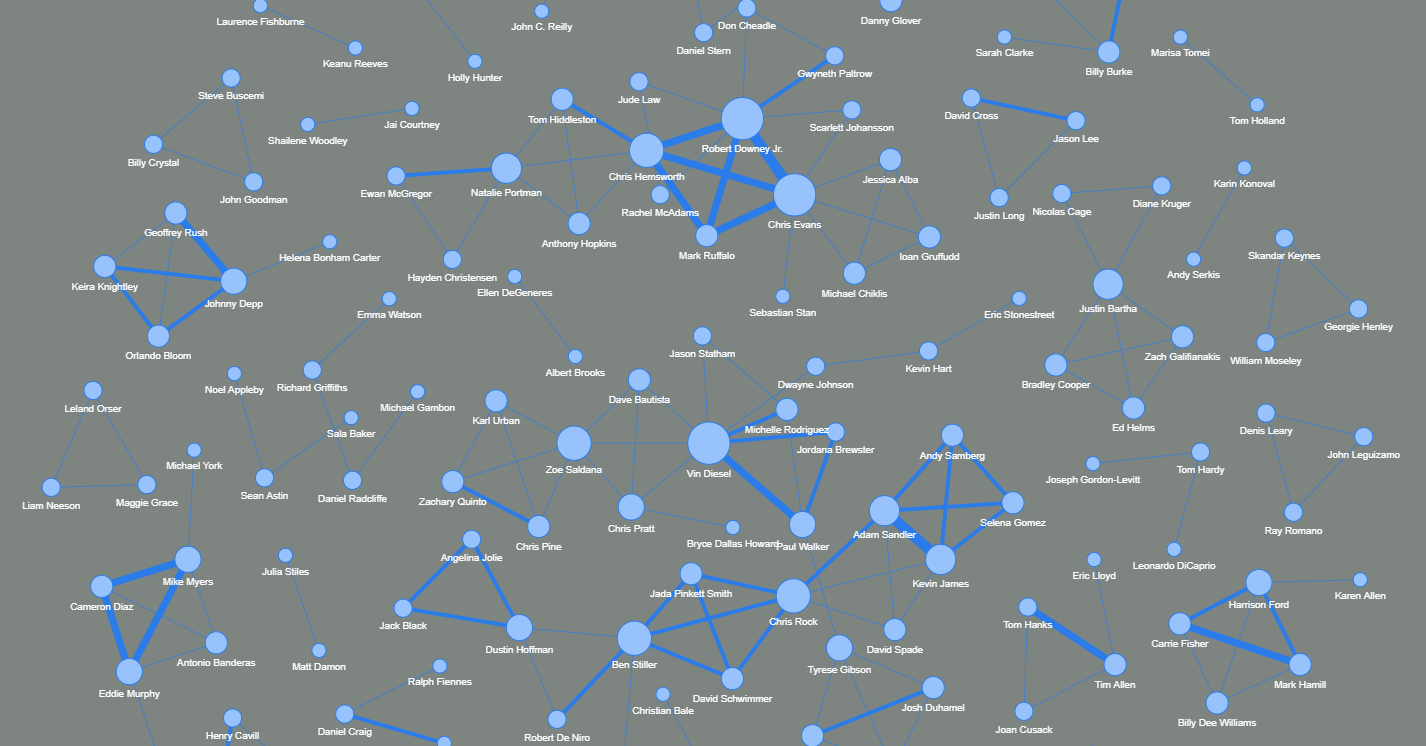 Laurence Fishburne
John C. Reilly
Don Cheadle
Danny Glover
Daniel Stern
Sarah Clarke
Marisa Tomei
Keanu Reeves
Holly Hunter
Gwyneth Paltrow
Billy Burke
Steve Buscemi
Jude Law
Tom Hiddleston
Scarlett Johansson
David Cross
Tom Holland
Shailene Woodley
Jai Courtney
Robert Downey Jr.
Jason Lee
Billy Crystal
Chris Hemsworth
Jessica Alba
Karin Konoval
John Goodman
Ewan McGregor
Natalie Portman
Rachel McAdams
Chris Evans
Justin Long
Nicolas Cage
Diane Kruger
Geoffrey Rush
Helena Bonham Carter
Anthony Hopkins
Mark Ruffalo
Ioan Gruffudd
Skandar Keynes
Keira Knightley
Johnny Depp
Hayden Christensen
Ellen DeGeneres
Michael Chiklis
Andy Serkis
Emma Watson
Sebastian Stan
Eric Stonestreet
Justin Bartha
Georgie Henley
Orlando Bloom
Albert Brooks
Jason Statham
Dwayne Johnson
Kevin Hart
Zach Galifianakis
William Moseley
Leland Orser
Noel Appleby
Richard Griffiths
Michael Gambon
Dave Bautista
Bradley Cooper
Karl Urban
Sala Baker
Michelle Rodriguez
Jordana Brewster
Ed Helms
Denis Leary
Michael York
Zoe Saldana
Vin Diesel
Andy Samberg
John Leguizamo
Liam Neeson
Maggie Grace
Sean Astin
Daniel Radcliffe
Zachary Quinto
Joseph Gordon-Levitt
Tom Hardy
Chris Pratt
Selena Gomez
Ray Romano
Chris Pine
Bryce Dallas Howard
Paul Walker
Adam Sandler
Angelina Jolie
Leonardo DiCaprio
Mike Myers
Julia Stiles
Kevin James
Eric Lloyd
Cameron Diaz
Jada Pinkett Smith
Harrison Ford
Karen Allen
Jack Black
Chris Rock
Tom Hanks
Carrie Fisher
Antonio Banderas
Matt Damon
Dustin Hoffman
Ben Stiller
David Spade
Tyrese Gibson
Ralph Fiennes
Tim Allen
Mark Hamill
Eddie Murphy
David Schwimmer
Christian Bale
Josh Duhamel
Henry Cavill
Daniel Craig
Robert De Niro
Joan Cusack
Billy Dee Williams